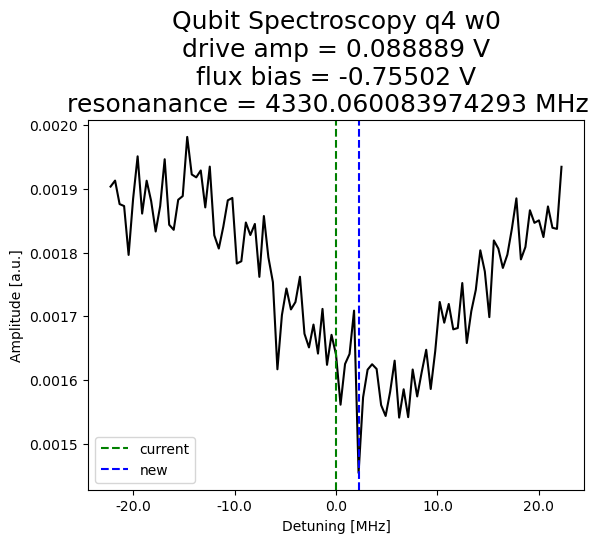 Qubit Spectroscopy q4 w0
drive amp = 0.088889 V
flux bias = -0.75502 V
resonanance = 4330.060083974293 MHz
0.0020
0.0019
0.0018
0.0017
0.0016
0.0015
Amplitude [a.u.]
current
new
-20.0
-10.0
0.0
10.0
20.0
Detuning [MHz]